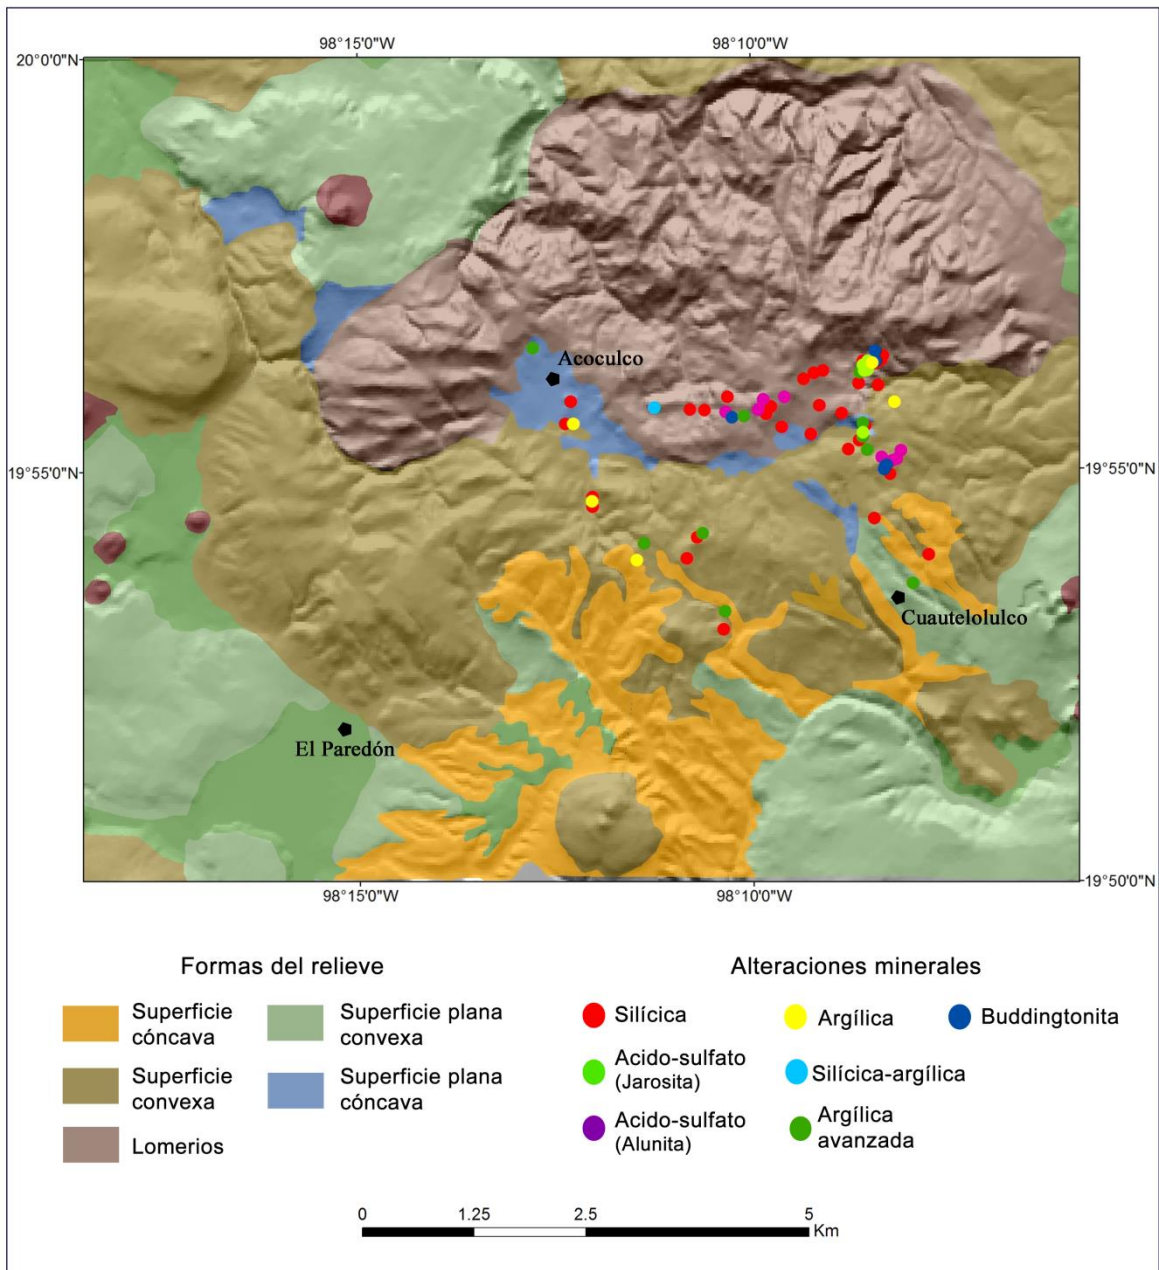 98°15'0"W
98°10'0"W
20°0'0"N
20°0'0"N
Acoculco
19°55'0"N
19°55'0"N
Cuautelolulco
El Paredón
19°50'0"N
98°15'0"W
98°10'0"W
Formas del relieve
Superficie
cóncava
Superficie plana
convexa
Superficie
convexa
Superficie plana
cóncava
Lomerios
Alteraciones minerales
Silícica
Argílica
Buddingtonita
Acido-sulfato
(Jarosita)
Silícica-argílica
Acido-sulfato
(Alunita)
Argílica
avanzada
0
1.25
2.5
5
Km